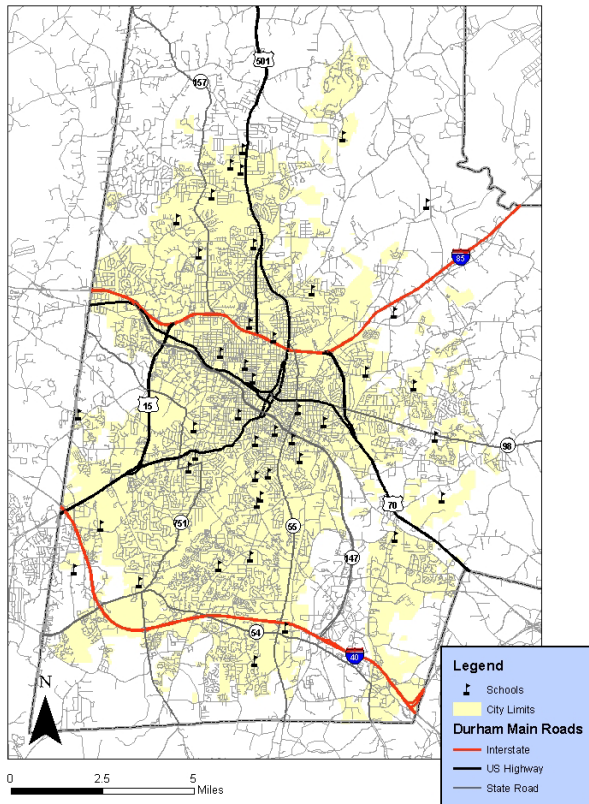 501
157
85
15
98
70
751
55
147
54
40
N
Legend
Schools
City Limits
Durham Main Roads
Interstate
US Highway
State Road
0 2.5 5
Miles